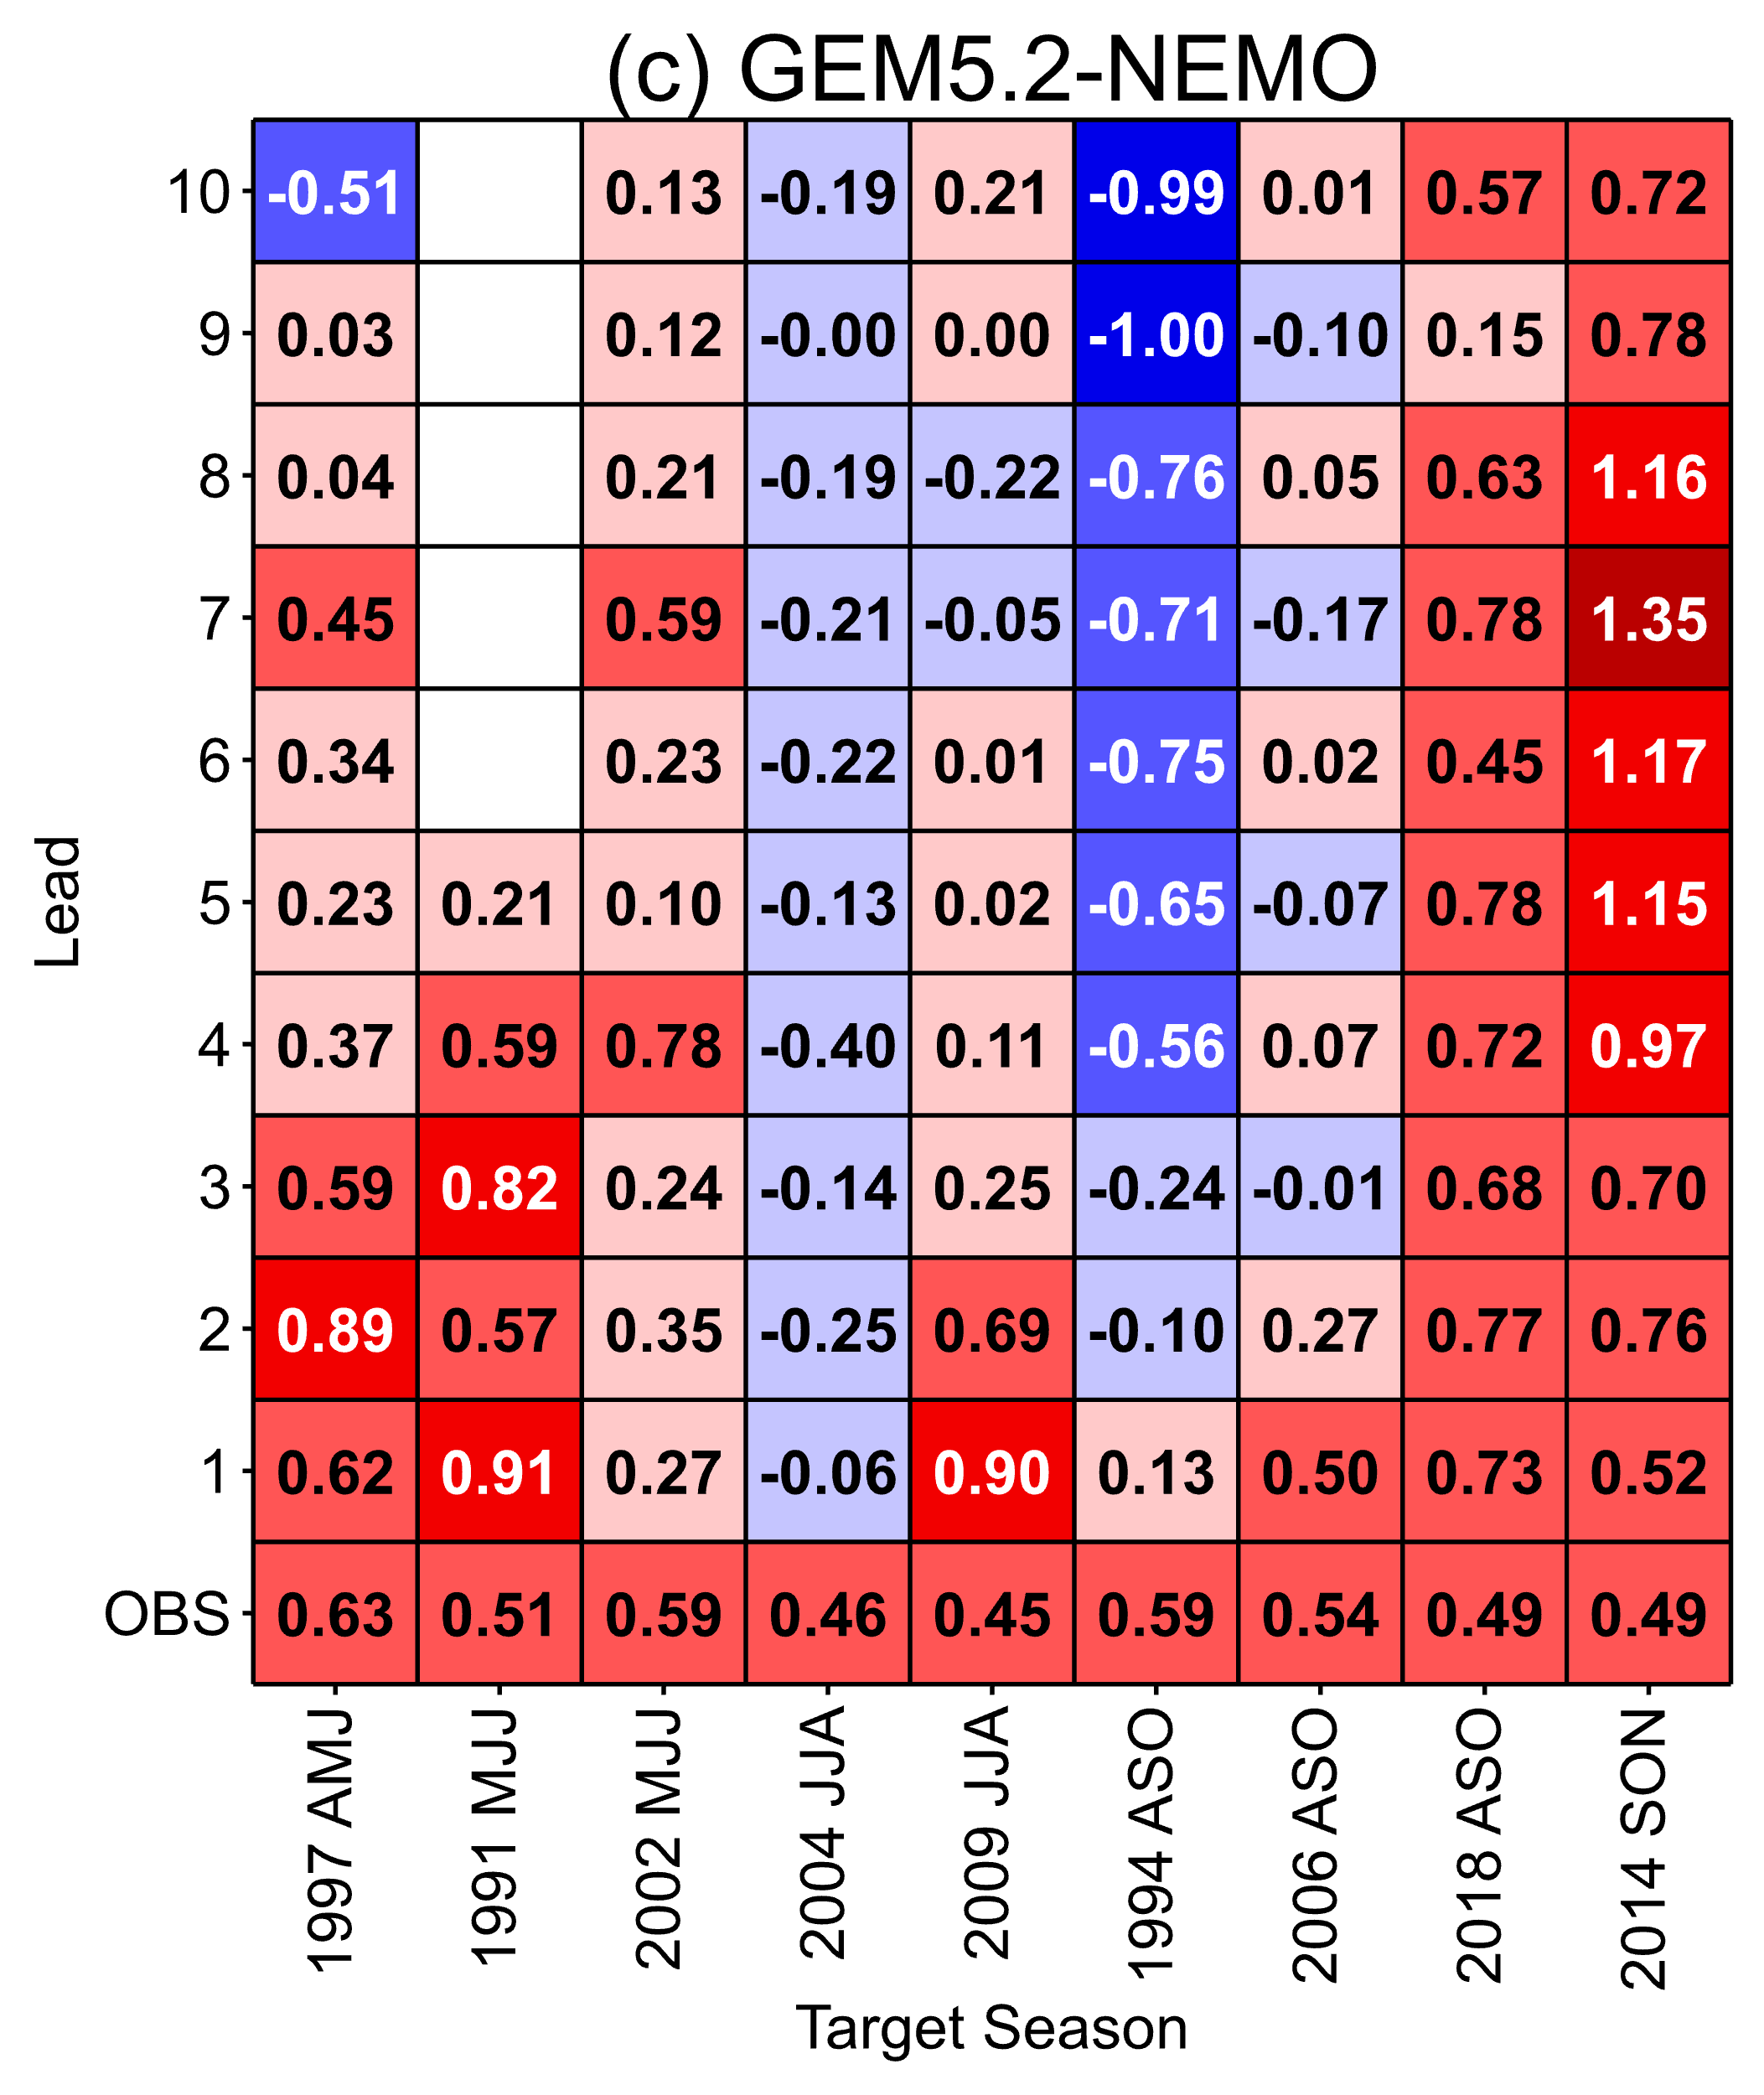 (c) GEM5.2-NEMO
10 -0.51 0.13 -0.19 0.21 -0.99 0.01 0.57 0.72
9 0.03 0.12 -0.00 0.00 -1.00 -0.10 0.15 0.78
8 0.04 0.21 -0.19 -0.22 -0.76 0.05 0.63 1.16
7 0.45 0.59 -0.21 -0.05 -0.71 -0.17 0.78 1.35
6 0.34 0.23 -0.22 0.01 -0.75 0.02 0.45 1.17
5 0.23 0.21 0.10 -0.13 0.02 -0.65 -0.07 0.78 1.15
4 0.37 0.59 0.78 -0.40 0.11 -0.56 0.07 0.72 0.97
3 0.59 0.82 0.24 -0.14 0.25 -0.24 -0.01 0.68 0.70
2 0.89 0.57 0.35 -0.25 0.69 -0.10 0.27 0.77 0.76
1 0.62 0.91 0.27 -0.06 0.90 0.13 0.50 0.73 0.52
OBS 0.63 0.51 0.59 0.46 0.45 0.59 0.54 0.49 0.49
Lead
1997 AMJ
1991 MJJ
2002 MJJ
2004 JJA
2009 JJA
1994 ASO
2006 ASO
2018 ASO
2014 SON
Target Season